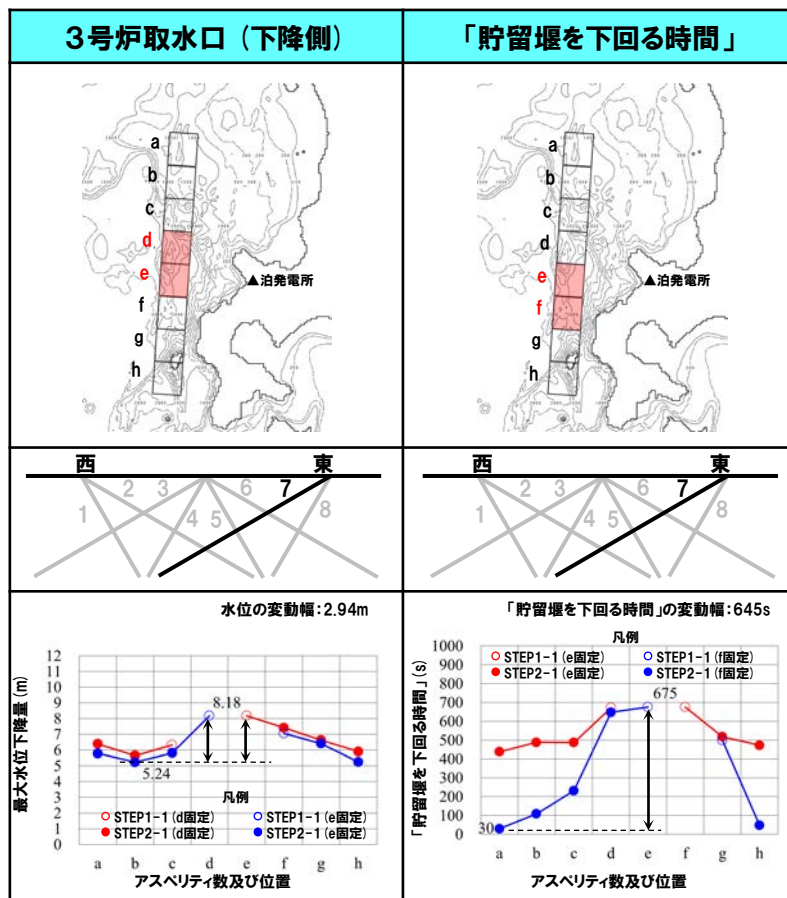 3号炉取水口（下降側）
「貯留堰を下回る時間」
a
b
c
d
e
f
g
h
▲泊発電所
a
b
c
d
e
f
g
h
▲泊発電所
西
東
1
2
3
4
5
6
7
8
西
東
1
2
3
4
5
6
7
8
水位の変動幅：2.94m
最大水位下降量(m)
12
11
10
9
8
7
6
5
4
3
2
1
0
8.18
5.24
凡例
STEP1-1(d固定)
STEP1-1(e固定)
STEP2-1(d固定)
STEP2-1(e固定)
a b c d e f g h
アスペリティ数及び位置
「貯留堰を下回る時間」の変動幅：645s
凡例
STEP1-1(e固定)
STEP1-1(f固定)
STEP2-1(e固定)
STEP2-1(f固定)
「貯留堰を下回る時間」(s)
1000
900
800
700
600
500
400
300
200
100
0
675
30
a b c d e f g h
アスペリティ数及び位置